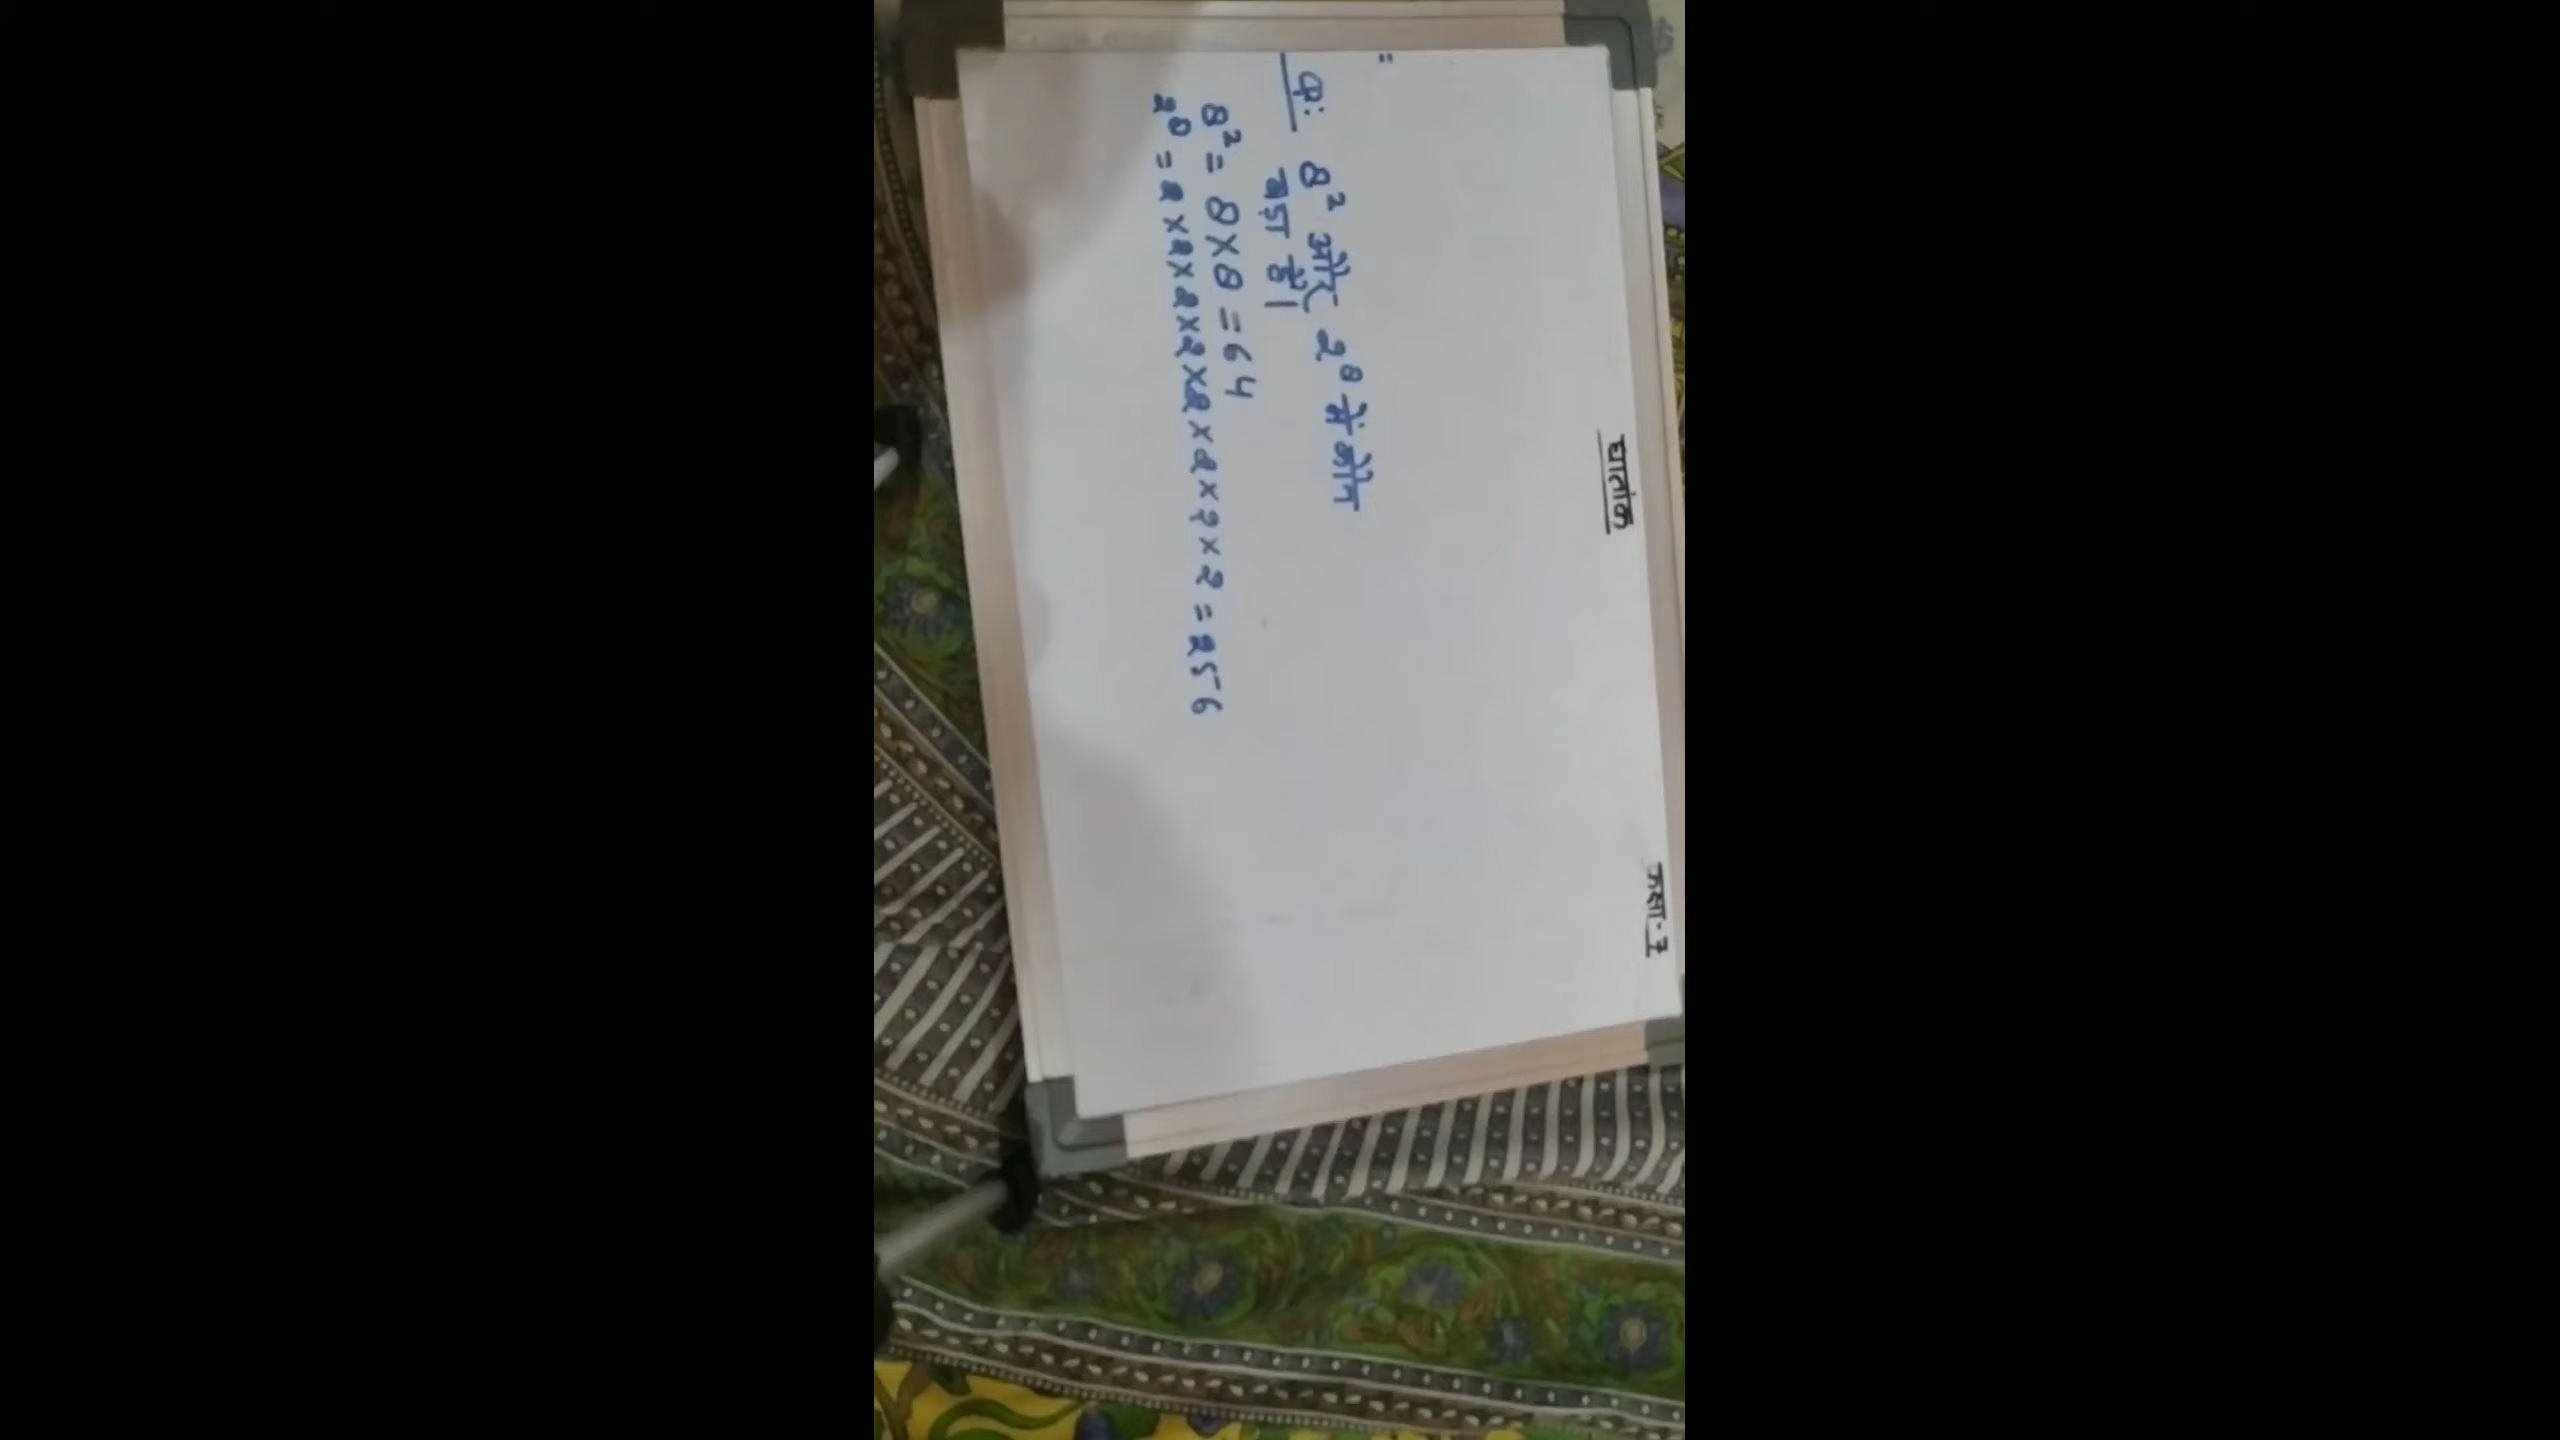 घातांक
कक्षा-7
प्र: 8² और 2⁸ में कौन
बड़ा है।
8² = 8×8 = 64
2⁸ = 2×2×2×2×2×2×2×2 = 256